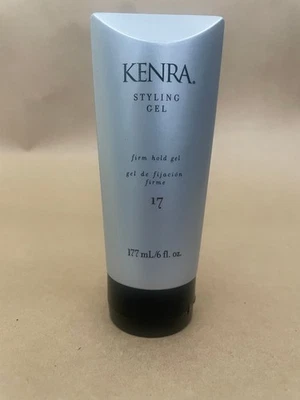 KENRA.
STYLING
GEL
firm hold gel
gel de fijación
firme
17
177 mL/6 fl. oz.